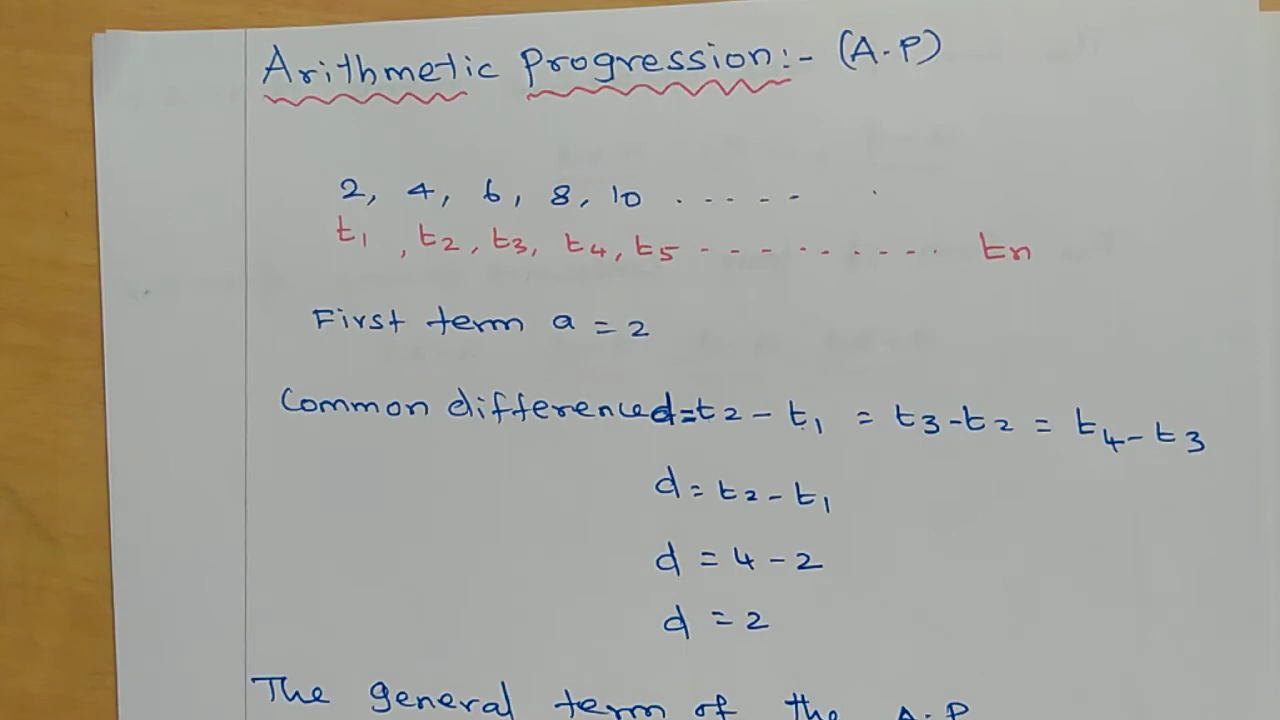 Arithmetic Progression:- (A.P)
2, 4, 6, 8, 10 .....
t1, t2, t3, t4, t5 .......... tn
First term a = 2
Common difference d=t2 - t1 = t3-t2 = t4-t3
d = t2 - t1
d = 4 - 2
d = 2
The general term of the A.P